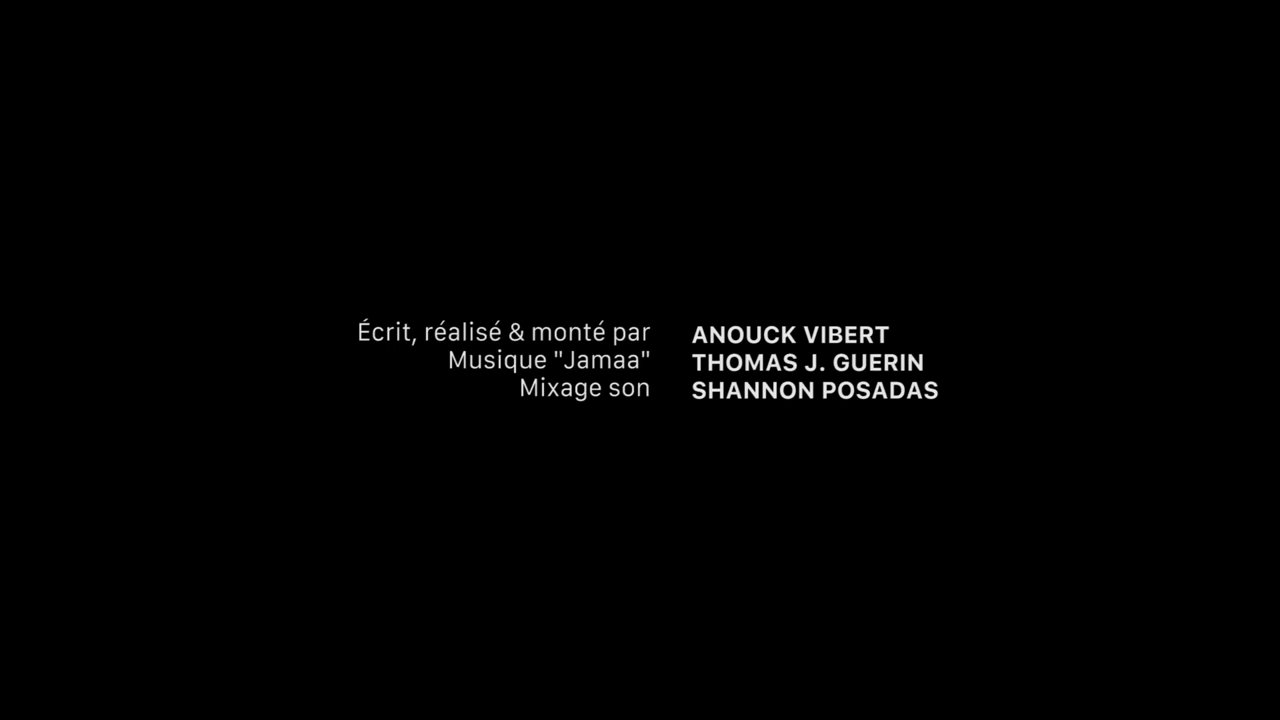 Écrit, réalisé & monté par ANOUCK VIBERT
Musique "Jamaa" THOMAS J. GUERIN
Mixage son SHANNON POSADAS